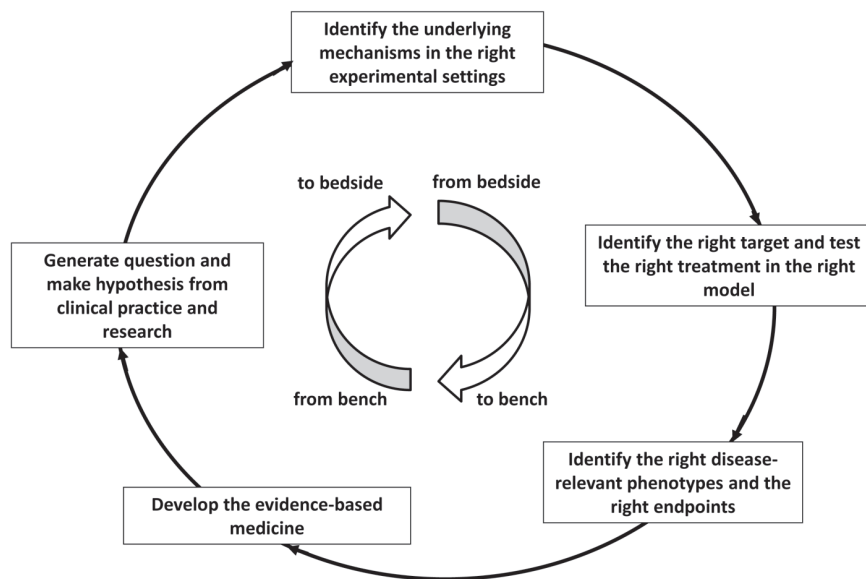 Identify the underlying
mechanisms in the right
experimental settings
to bedside
from bedside
Generate question and
make hypothesis from
clinical practice and
research
Identify the right target and test
the right treatment in the right
model
from bench
to bench
Develop the evidence-based
medicine
Identify the right disease-
relevant phenotypes and the
right endpoints